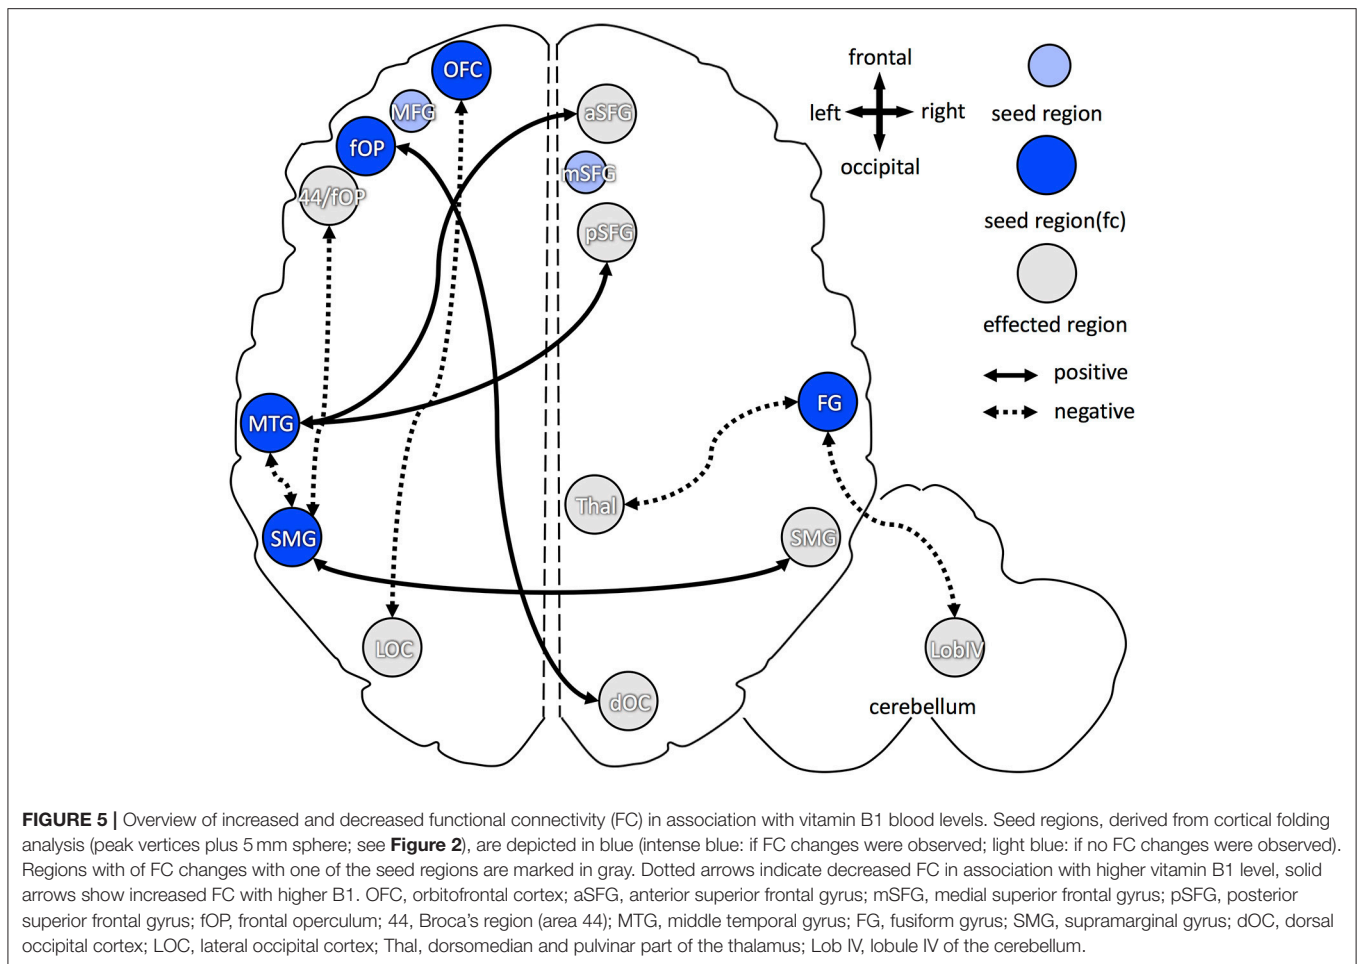 OFC
MFG
aSFG
fOP
mSFG
44/fOP
pSFG
MTG
FG
Thal
SMG
SMG
LOC
LobIV
dOC
cerebellum
frontal
left
right
occipital
seed region
seed region(fc)
effected region
positive
negative
FIGURE 5 | Overview of increased and decreased functional connectivity (FC) in association with vitamin B1 blood levels. Seed regions, derived from cortical folding
analysis (peak vertices plus 5 mm sphere; see Figure 2), are depicted in blue (intense blue: if FC changes were observed; light blue: if no FC changes were observed).
Regions with of FC changes with one of the seed regions are marked in gray. Dotted arrows indicate decreased FC in association with higher vitamin B1 level, solid
arrows show increased FC with higher B1. OFC, orbitofrontal cortex; aSFG, anterior superior frontal gyrus; mSFG, medial superior frontal gyrus; pSFG, posterior
superior frontal gyrus; fOP, frontal operculum; 44, Broca's region (area 44); MTG, middle temporal gyrus; FG, fusiform gyrus; SMG, supramarginal gyrus; dOC, dorsal
occipital cortex; LOC, lateral occipital cortex; Thal, dorsomedian and pulvinar part of the thalamus; Lob IV, lobule IV of the cerebellum.